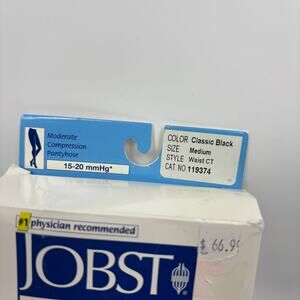 Moderate
Compression
Pantyhose
15-20 mmHg*
COLOR Classic Black
SIZE Medium
STYLE Waist CT
CAT. NO. 119374
#1 physician recommended
JOBST
66.99